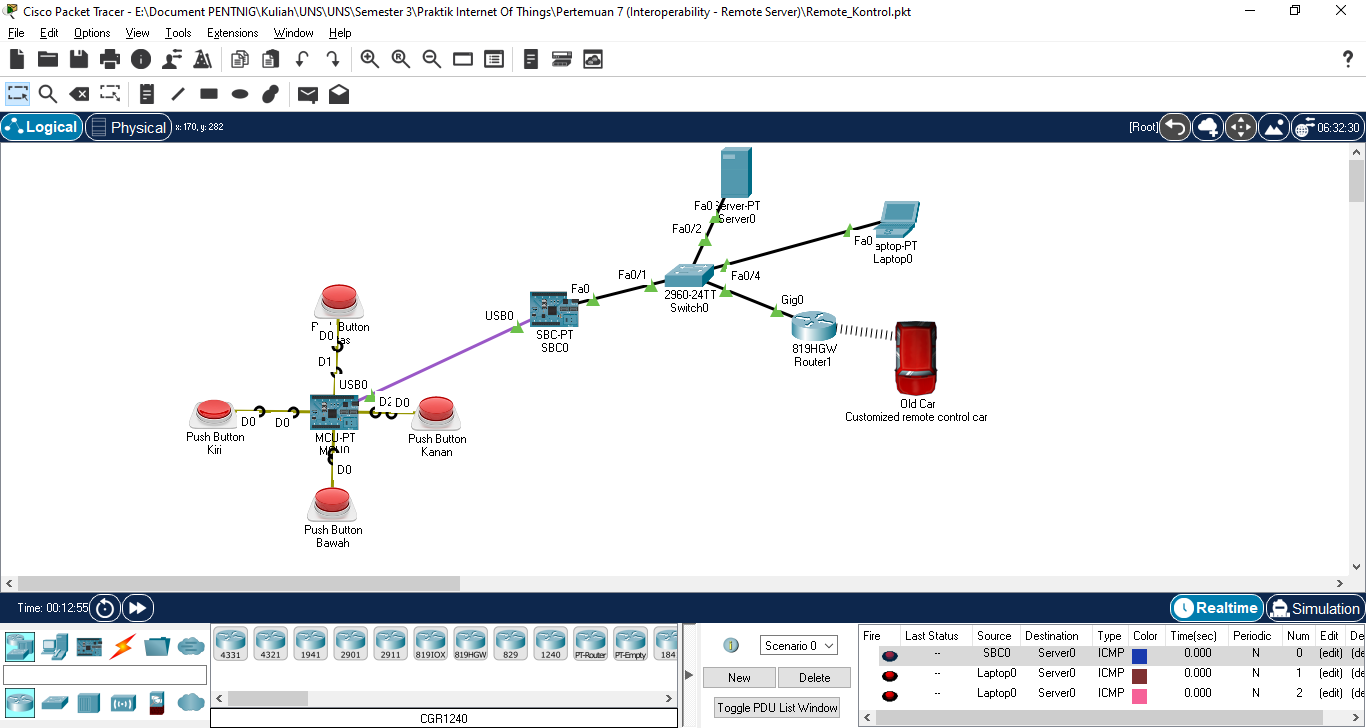 Cisco Packet Tracer - E:\Document PENTNIG\Kuliah\UNS\UNS\Semester 3\Praktik Internet Of Things\Pertemuan 7 (Interoperability - Remote Server)\Remote_Kontrol.pkt
File Edit Options View Tools Extensions Window Help
Logical Physical x: 170, y: 282 [Root] 06:32:30
Fa0 Server-PT
Server0
Fa0/2
Fa0 aptop-PT
Laptop0
Fa0/1 Fa0/4
2960-24TT
Switch0
Fa0
USB0
SBC-PT
SBC0
Gig0
819HGW
Router1
Old Car
Customized remote control car
Button
D0 as
D1
USB0
D2 D0
D0 D0
Push Button
Kiri
MCU-PT
Push Button
Kanan
D0
Push Button
Bawah
Time: 00:12:55 Realtime Simulation
4331 4321 1941 2901 2911 819IOX 819HGW 829 1240 PT-Router PT-Empty 184
CGR1240
Scenario 0
New Delete
Toggle PDU List Window
Fire Last Status Source Destination Type Color Time(sec) Periodic Num Edit De
-- SBC0 Server0 ICMP 0.000 N 0 (edit) (de
-- Laptop0 Server0 ICMP 0.000 N 1 (edit) (de
-- Laptop0 Server0 ICMP 0.000 N 2 (edit) (de